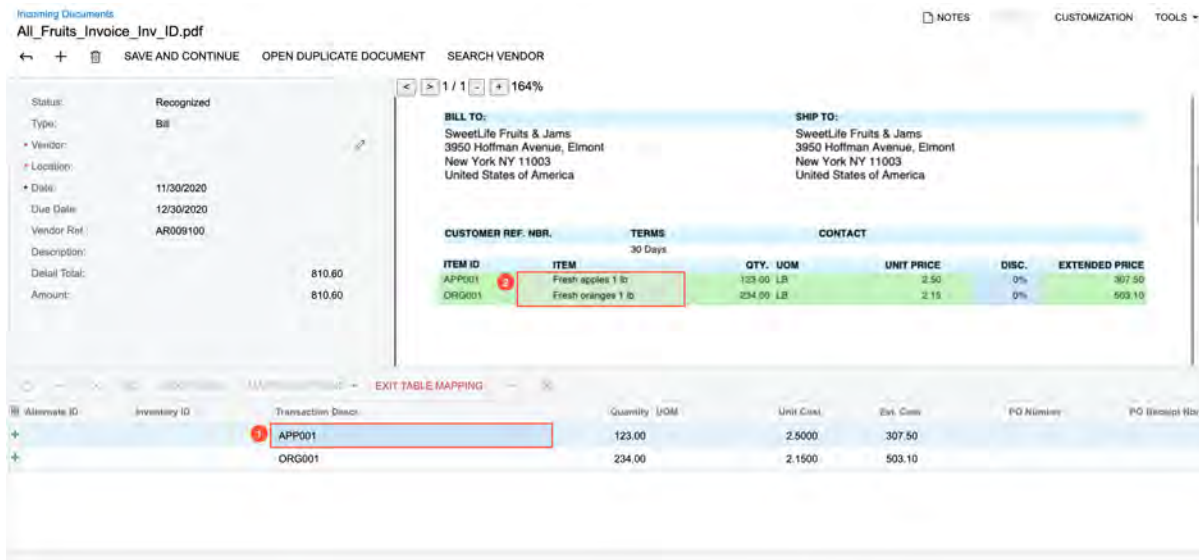 Incoming Documents
All_Fruits_Invoice_Inv_ID.pdf
NOTES CUSTOMIZATION TOOLS
SAVE AND CONTINUE OPEN DUPLICATE DOCUMENT SEARCH VENDOR
< > 1 / 1 - + 164%
Status: Recognized
Type: Bill
* Vendor:
* Location:
* Date: 11/30/2020
Due Date: 12/30/2020
Vendor Ref.: AR009100
Description:
Detail Total: 810.60
Amount: 810.60
BILL TO: SHIP TO:
SweetLife Fruits & Jams SweetLife Fruits & Jams
3950 Hoffman Avenue, Elmont 3950 Hoffman Avenue, Elmont
New York NY 11003 New York NY 11003
United States of America United States of America
CUSTOMER REF. NBR. TERMS CONTACT
30 Days
ITEM ID ITEM QTY. UOM UNIT PRICE DISC. EXTENDED PRICE
APP001 2 Fresh apples 1 lb 123.00 LB 2.50 0% 307.50
ORG001 Fresh oranges 1 lb 234.00 LB 2.15 0% 503.10
EXIT TABLE MAPPING
Alternate ID Inventory ID Transaction Descr. Quantity UOM Unit Cost Ext. Cost PO Number PO Receipt Nbr
+ 1 APP001 123.00 2.5000 307.50
+ ORG001 234.00 2.1500 503.10